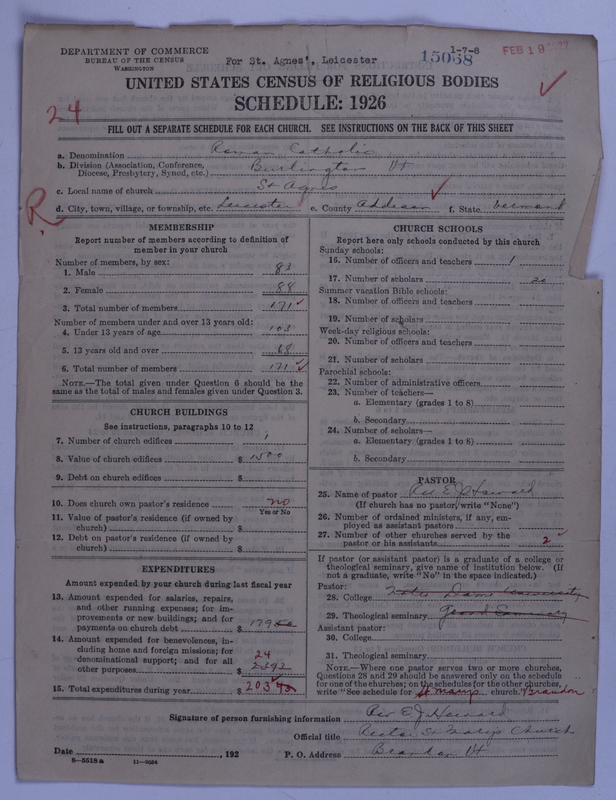 DEPARTMENT OF COMMERCE
BUREAU OF THE CENSUS
WASHINGTON
For St. Agnes', Leicester
1-7-8
15038
FEB 19
UNITED STATES CENSUS OF RELIGIOUS BODIES
SCHEDULE: 1926
24
FILL OUT A SEPARATE SCHEDULE FOR EACH CHURCH. SEE INSTRUCTIONS ON THE BACK OF THIS SHEET
a. Denomination Roman Catholic
b. Division (Association, Conference, Diocese, Presbytery, Synod, etc.) Burlington Vt
c. Local name of church St Agnes
R
d. City, town, village, or township, etc. Leicester e. County Addison f. State Vermont
MEMBERSHIP
Report number of members according to definition of
member in your church
Number of members, by sex:
1. Male 83
2. Female 88
3. Total number of members 171
Number of members under and over 13 years old:
4. Under 13 years of age 103
5. 13 years old and over 68
6. Total number of members 171
NOTE.—The total given under Question 6 should be the
same as the total of males and females given under Question 3.
CHURCH BUILDINGS
See instructions, paragraphs 10 to 12
7. Number of church edifices 1
8. Value of church edifices $ 1500
9. Debt on church edifices $
10. Does church own pastor's residence no
Yes or No
11. Value of pastor's residence (if owned by
church) $
12. Debt on pastor's residence (if owned by
church) $
EXPENDITURES
Amount expended by your church during last fiscal year
13. Amount expended for salaries, repairs,
and other running expenses; for im-
provements or new buildings; and for
payments on church debt $
14. Amount expended for benevolences, in-
cluding home and foreign missions; for
denominational support; and for all
other purposes $ 24
15. Total expenditures during year $ 203
CHURCH SCHOOLS
Report here only schools conducted by this church
Sunday schools:
16. Number of officers and teachers 1
17. Number of scholars 20
Summer vacation Bible schools:
18. Number of officers and teachers
19. Number of scholars
Week-day religious schools:
20. Number of officers and teachers
21. Number of scholars
Parochial schools:
22. Number of administrative officers
23. Number of teachers—
a. Elementary (grades 1 to 8)
b. Secondary
24. Number of scholars—
a. Elementary (grades 1 to 8)
b. Secondary
PASTOR
25. Name of pastor Rev E J
(If church has no pastor, write "None")
26. Number of ordained ministers, if any, em-
ployed as assistant pastors
27. Number of other churches served by the
pastor or his assistants 2
If pastor (or assistant pastor) is a graduate of a college or
theological seminary, give name of institution below. (If
not a graduate, write "No" in the space indicated.)
Pastor:
28. College Notre Dame University
29. Theological seminary Grand Seminary
Assistant pastor:
30. College
31. Theological seminary
NOTE.—Where one pastor serves two or more churches,
Questions 28 and 29 should be answered only on the schedule
for one of the churches; on the schedules for the other churches,
write "See schedule for St Marys church." Brandon
Signature of person furnishing information Rev E J
Official title Rector St Marys Church
Date , 192 P. O. Address Brandon Vt
8—5518a 11—9034